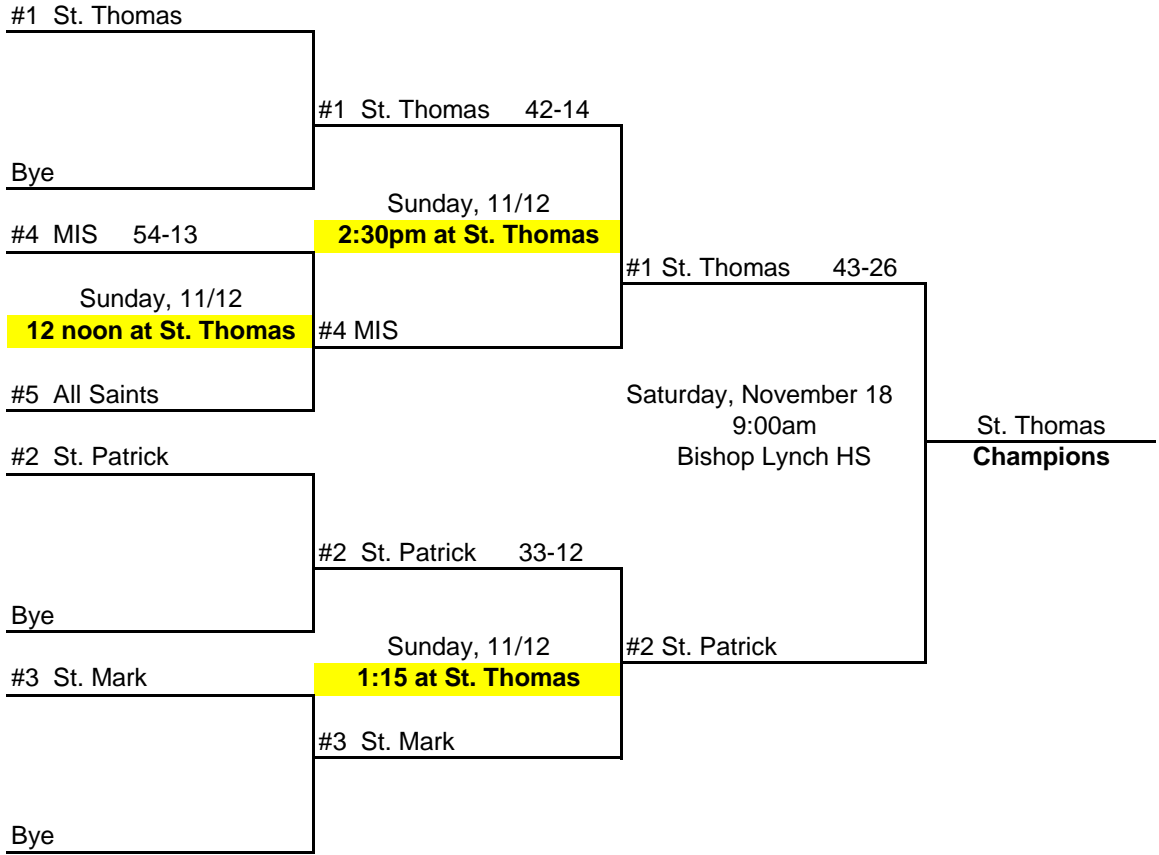 #1 St. Thomas
#1 St. Thomas 42-14
Bye
Sunday, 11/12
#4 MIS 54-13
2:30pm at St. Thomas
#1 St. Thomas 43-26
Sunday, 11/12
12 noon at St. Thomas
#4 MIS
#5 All Saints
Saturday, November 18
9:00am
St. Thomas
#2 St. Patrick
Bishop Lynch HS
Champions
#2 St. Patrick 33-12
Bye
Sunday, 11/12
#2 St. Patrick
#3 St. Mark
1:15 at St. Thomas
#3 St. Mark
Bye